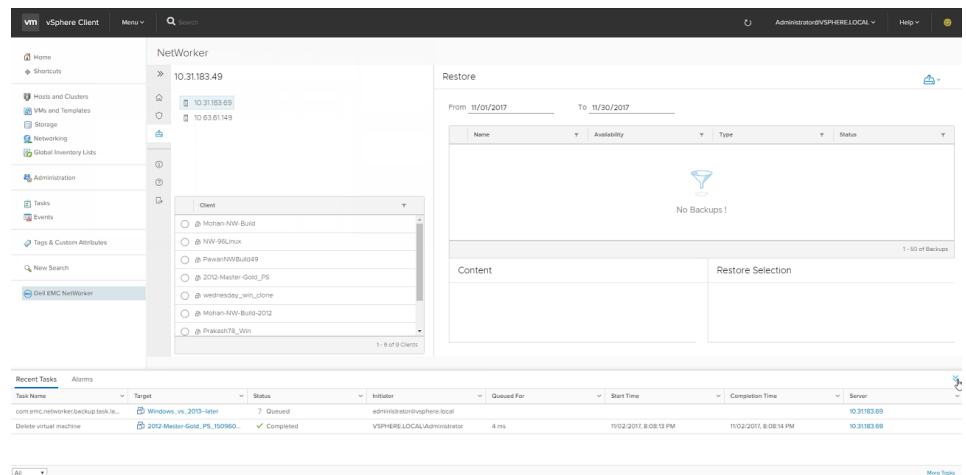 vm vSphere Client Menu Search Administrator@VSPHERE.LOCAL Help
Home
Shortcuts
Hosts and Clusters
VMs and Templates
Storage
Networking
Global Inventory Lists
Administration
Tasks
Events
Tags & Custom Attributes
New Search
Dell EMC NetWorker
NetWorker
10.31.183.49
10.31.183.69
10.63.61.149
Client
Mohan-NW-Build
NW-96Linux
PawanNWBuild49
2012-Master-Gold_PS
wednesday_win_clone
Mohan-NW-Build-2012
Prakash78_Win
1 - 9 of 9 Clients
Restore
From 11/01/2017 To 11/30/2017
Name Availability Type Status
No Backups !
1 - 50 of Backups
Content
Restore Selection
Recent Tasks Alarms
Task Name Target Status Initiator Queued For Start Time Completion Time Server
com.emc.networker.backup.task.la... Windows_vs_2013--later ? Queued administrator@vsphere.local 10.31.183.69
Delete virtual machine 2012-Master-Gold_PS_150960... Completed VSPHERE.LOCAL\Administrator 4 ms 11/02/2017, 8:08:13 PM 11/02/2017, 8:08:14 PM 10.31.183.69
All More Tasks